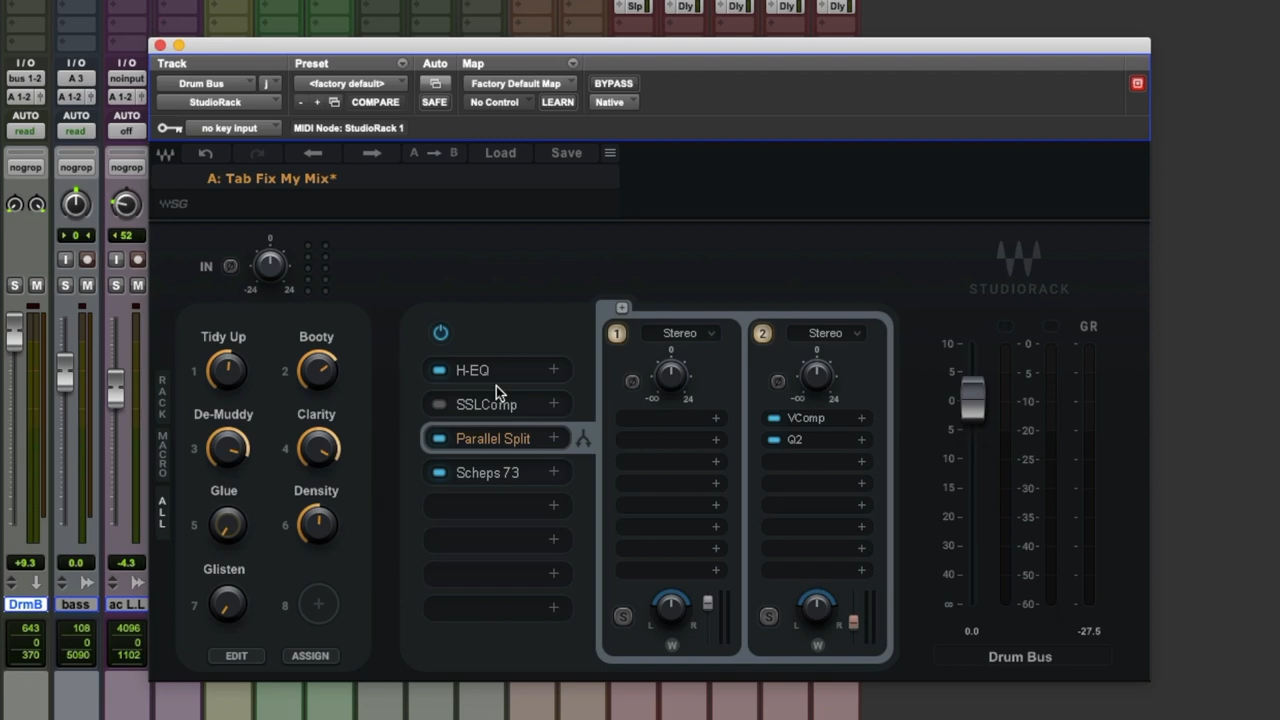 Slp Dly Dly Dly Dly
I/O I/O I/O
bus 1-2 A 3 noinput
A 1-2 A 1-2 A 1-2
AUTO AUTO AUTO
read read off
nogrop nogrop nogrop
0 52
I I
S M S M S M
+9.3 0.0 -4.3
DrmB bass ac L.L
643 108 4096
0 0 0
370 5090 1102
Track Preset Auto Map
Drum Bus j <factory default> Factory Default Map BYPASS
StudioRack - + COMPARE SAFE No Control LEARN Native
no key input MIDI Node: StudioRack 1
A B Load Save
A: Tab Fix My Mix*
WSG
IN 0 -24 24
STUDIORACK
RACK
MACRO
ALL
Tidy Up Booty
1 2
De-Muddy Clarity
3 4
Glue Density
5 6
Glisten
7 8 +
EDIT ASSIGN
H-EQ +
SSLComp +
Parallel Split +
Scheps 73 +
+
+
+
+
+
1 Stereo
0
-∞ 24
+
+
+
+
+
+
+
+
S L R
W
2 Stereo
0
-∞ 24
VComp +
Q2 +
+
+
+
+
+
+
S L R
W
GR
10 0
5 -5
0 -10
5 -15
10 -20
15 -25
20 -30
30 -40
40 -50
∞ -60
0.0 -27.5
Drum Bus